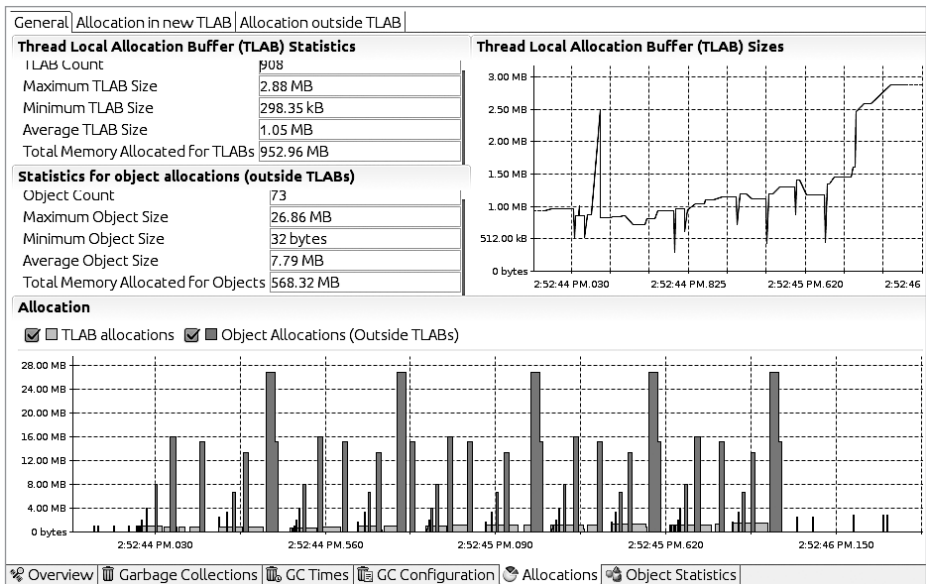 General Allocation in new TLAB Allocation outside TLAB
Thread Local Allocation Buffer (TLAB) Statistics
TLAB Count 908
Maximum TLAB Size 2.88 MB
Minimum TLAB Size 298.35 kB
Average TLAB Size 1.05 MB
Total Memory Allocated for TLABs 952.96 MB
Statistics for object allocations (outside TLABs)
Object Count 73
Maximum Object Size 26.86 MB
Minimum Object Size 32 bytes
Average Object Size 7.79 MB
Total Memory Allocated for Objects 568.32 MB
Thread Local Allocation Buffer (TLAB) Sizes
3.00 MB
2.50 MB
2.00 MB
1.50 MB
1.00 MB
512.00 kB
0 bytes
2:52:44 PM.030 2:52:44 PM.825 2:52:45 PM.620 2:52:46
Allocation
TLAB allocations Object Allocations (Outside TLABs)
28.00 MB
24.00 MB
20.00 MB
16.00 MB
12.00 MB
8.00 MB
4.00 MB
0 bytes
2:52:44 PM.030 2:52:44 PM.560 2:52:45 PM.090 2:52:45 PM.620 2:52:46 PM.150
Overview Garbage Collections GC Times GC Configuration Allocations Object Statistics